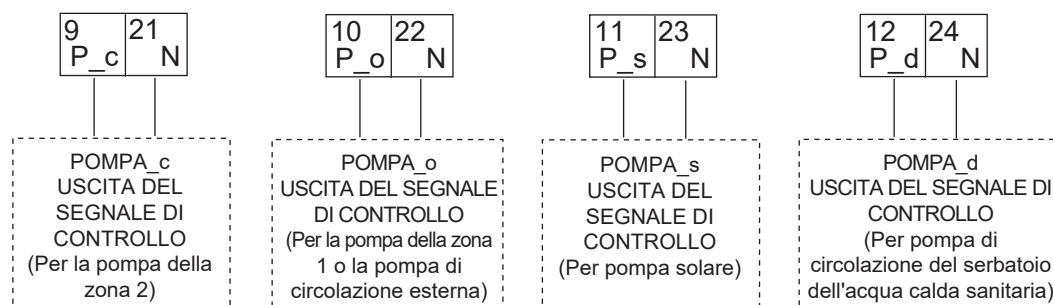 9 21
P_c N
POMPA_c
USCITA DEL
SEGNALE DI
CONTROLLO
(Per la pompa della
zona 2)
10 22
P_o N
POMPA_o
USCITA DEL SEGNALE
DI CONTROLLO
(Per la pompa della zona
1 o la pompa di
circolazione esterna)
11 23
P_s N
POMPA_s
USCITA DEL
SEGNALE DI
CONTROLLO
(Per pompa solare)
12 24
P_d N
POMPA_d
USCITA DEL SEGNALE DI
CONTROLLO
(Per pompa di
circolazione del serbatoio
dell'acqua calda sanitaria)